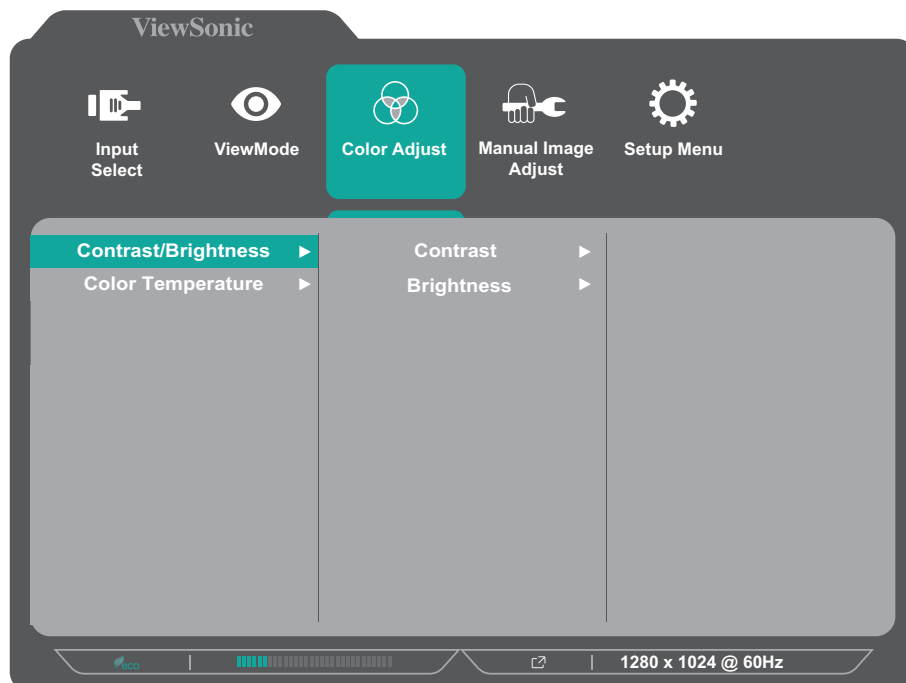 ViewSonic
Input
Select
ViewMode
Color Adjust
Manual Image
Adjust
Setup Menu
Contrast/Brightness
Contrast
Color Temperature
Brightness
eco
1280 x 1024 @ 60Hz